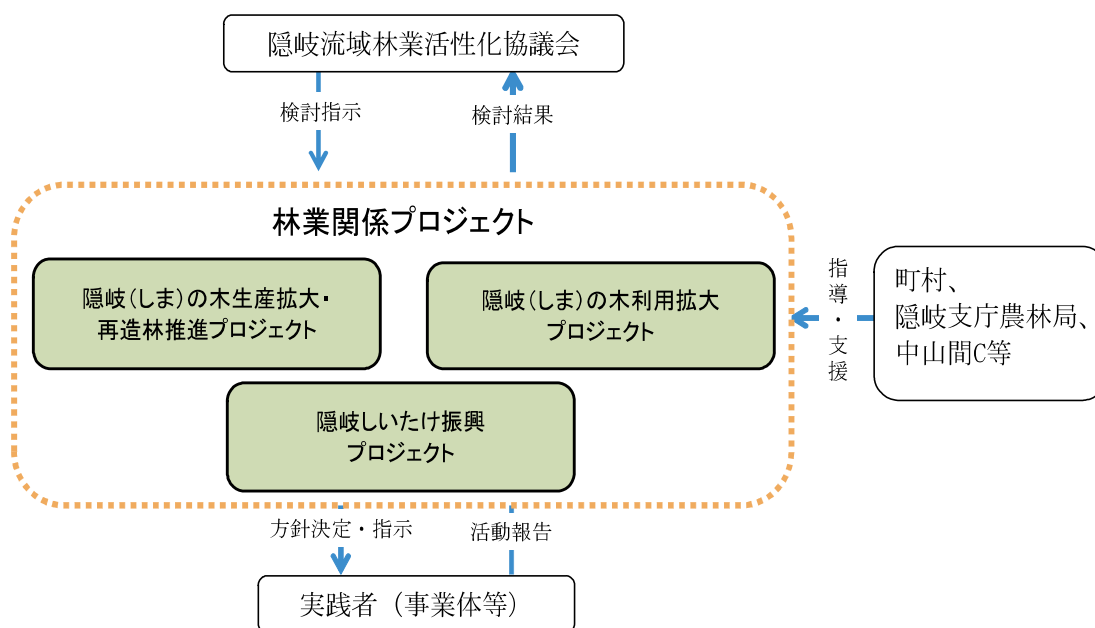 隠岐流域林業活性化協議会
検討指示
検討結果
林業関係プロジェクト
隠岐(しま)の木生産拡大・
再造林推進プロジェクト
隠岐(しま)の木利用拡大
プロジェクト
隠岐しいたけ振興
プロジェクト
指導・支援
町村、
隠岐支庁農林局、
中山間C等
方針決定・指示
活動報告
実践者（事業体等）